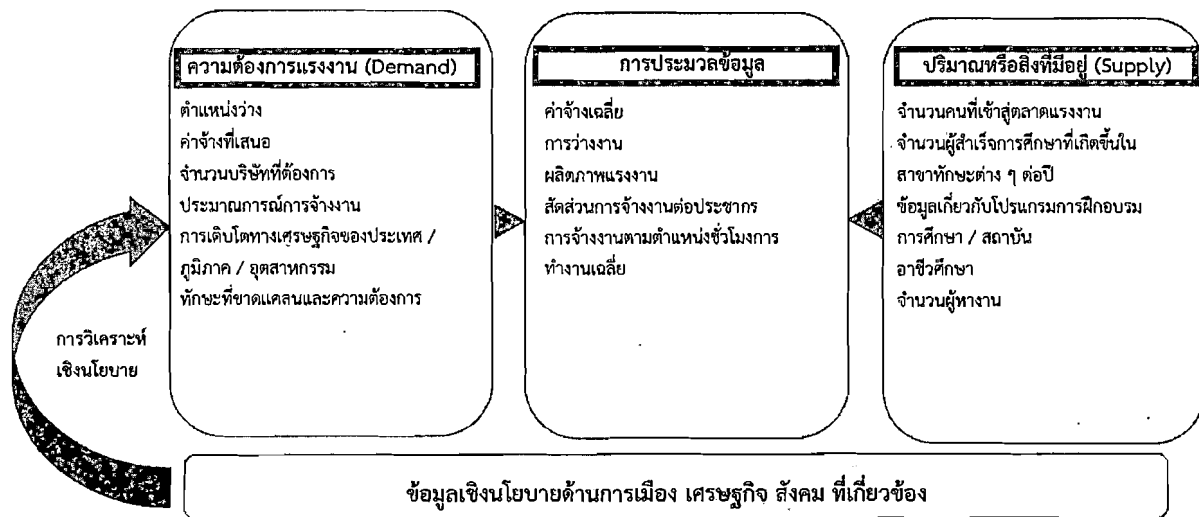 ความต้องการแรงงาน (Demand)
ตำแหน่งว่าง
ค่าจ้างที่เสนอ
จำนวนบริษัทที่ต้องการ
ประมาณการณ์การจ้างงาน
การเติบโตทางเศรษฐกิจของประเทศ /
ภูมิภาค / อุตสาหกรรม
ทักษะที่ขาดแคลนและความต้องการ
การประมวลข้อมูล
ค่าจ้างเฉลี่ย
การว่างงาน
ผลิตภาพแรงงาน
สัดส่วนการจ้างงานต่อประชากร
การจ้างงานตามตำแหน่งชั่วโมงการ
ทำงานเฉลี่ย
ปริมาณหรือสิ่งที่มีอยู่ (Supply)
จำนวนคนที่เข้าสู่ตลาดแรงงาน
จำนวนผู้สำเร็จการศึกษาที่เกิดขึ้นใน
สาขาทักษะต่าง ๆ ต่อปี
ข้อมูลเกี่ยวกับโปรแกรมการฝึกอบรม
การศึกษา / สถาบัน
อาชีวศึกษา
จำนวนผู้หางาน
การวิเคราะห์
เชิงนโยบาย
ข้อมูลเชิงนโยบายด้านการเมือง เศรษฐกิจ สังคม ที่เกี่ยวข้อง